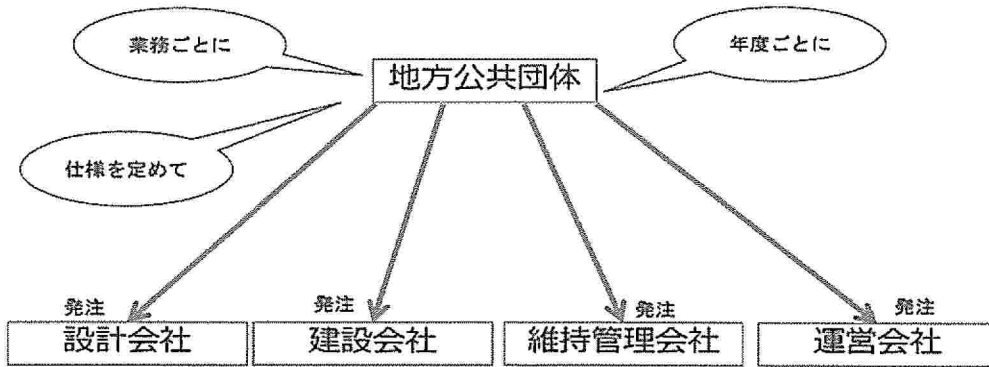 業務ごとに
年度ごとに
地方公共団体
仕様を定めて
発注
発注
発注
発注
設計会社
建設会社
維持管理会社
運営会社